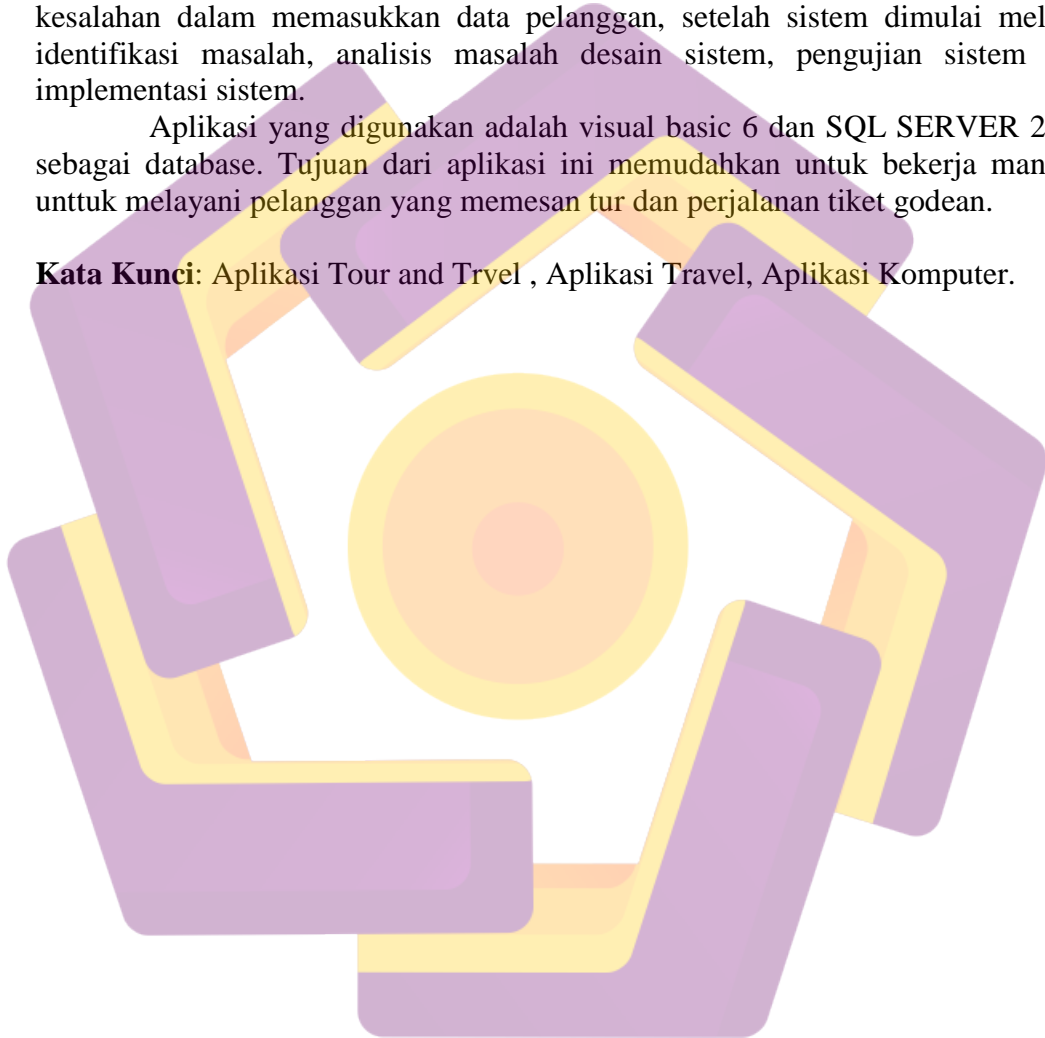 kesalahan dalam memasukkan data pelanggan, setelah sistem dimulai mel
identifikasi masalah, analisis masalah desain sistem, pengujian sistem
implementasi sistem.
Aplikasi yang digunakan adalah visual basic 6 dan SQL SERVER 2
sebagai database. Tujuan dari aplikasi ini memudahkan untuk bekerja man
unttuk melayani pelanggan yang memesan tur dan perjalanan tiket godean.
Kata Kunci: Aplikasi Tour and Trvel , Aplikasi Travel, Aplikasi Komputer.